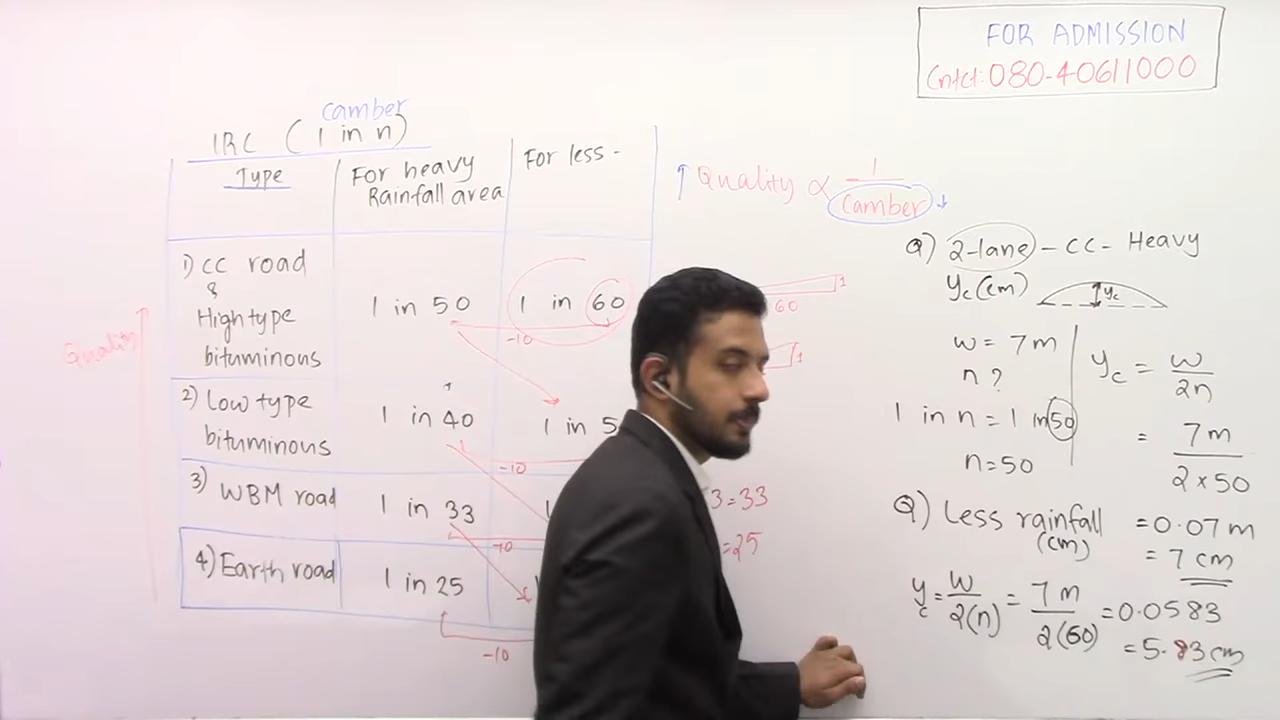 FOR ADMISSION
Cntct: 080-40611000
Camber
IRC (1 in n)
Type
For heavy
Rainfall area
For less -
1) CC road
&
High type
bituminous
1 in 50
1 in 60
-10
2) Low type
bituminous
1 in 40
1 in 5
-10
3) WBM road
1 in 33
1
-10
4) Earth road
1 in 25
-10
Quality
↑ Quality ∝ 1
Camber ↓
1
60
1
3=33
=25
Q) 2-lane - CC - Heavy
yc (cm)
yc
w = 7m
n ?
1 in n = 1 in 50
n=50
yc = w
2n
= 7m
2 × 50
=0.07m
= 7 cm
Q) Less rainfall
(cm)
yc = w/2(n) = 7m/2(60) =0.0583
=5.83 cm